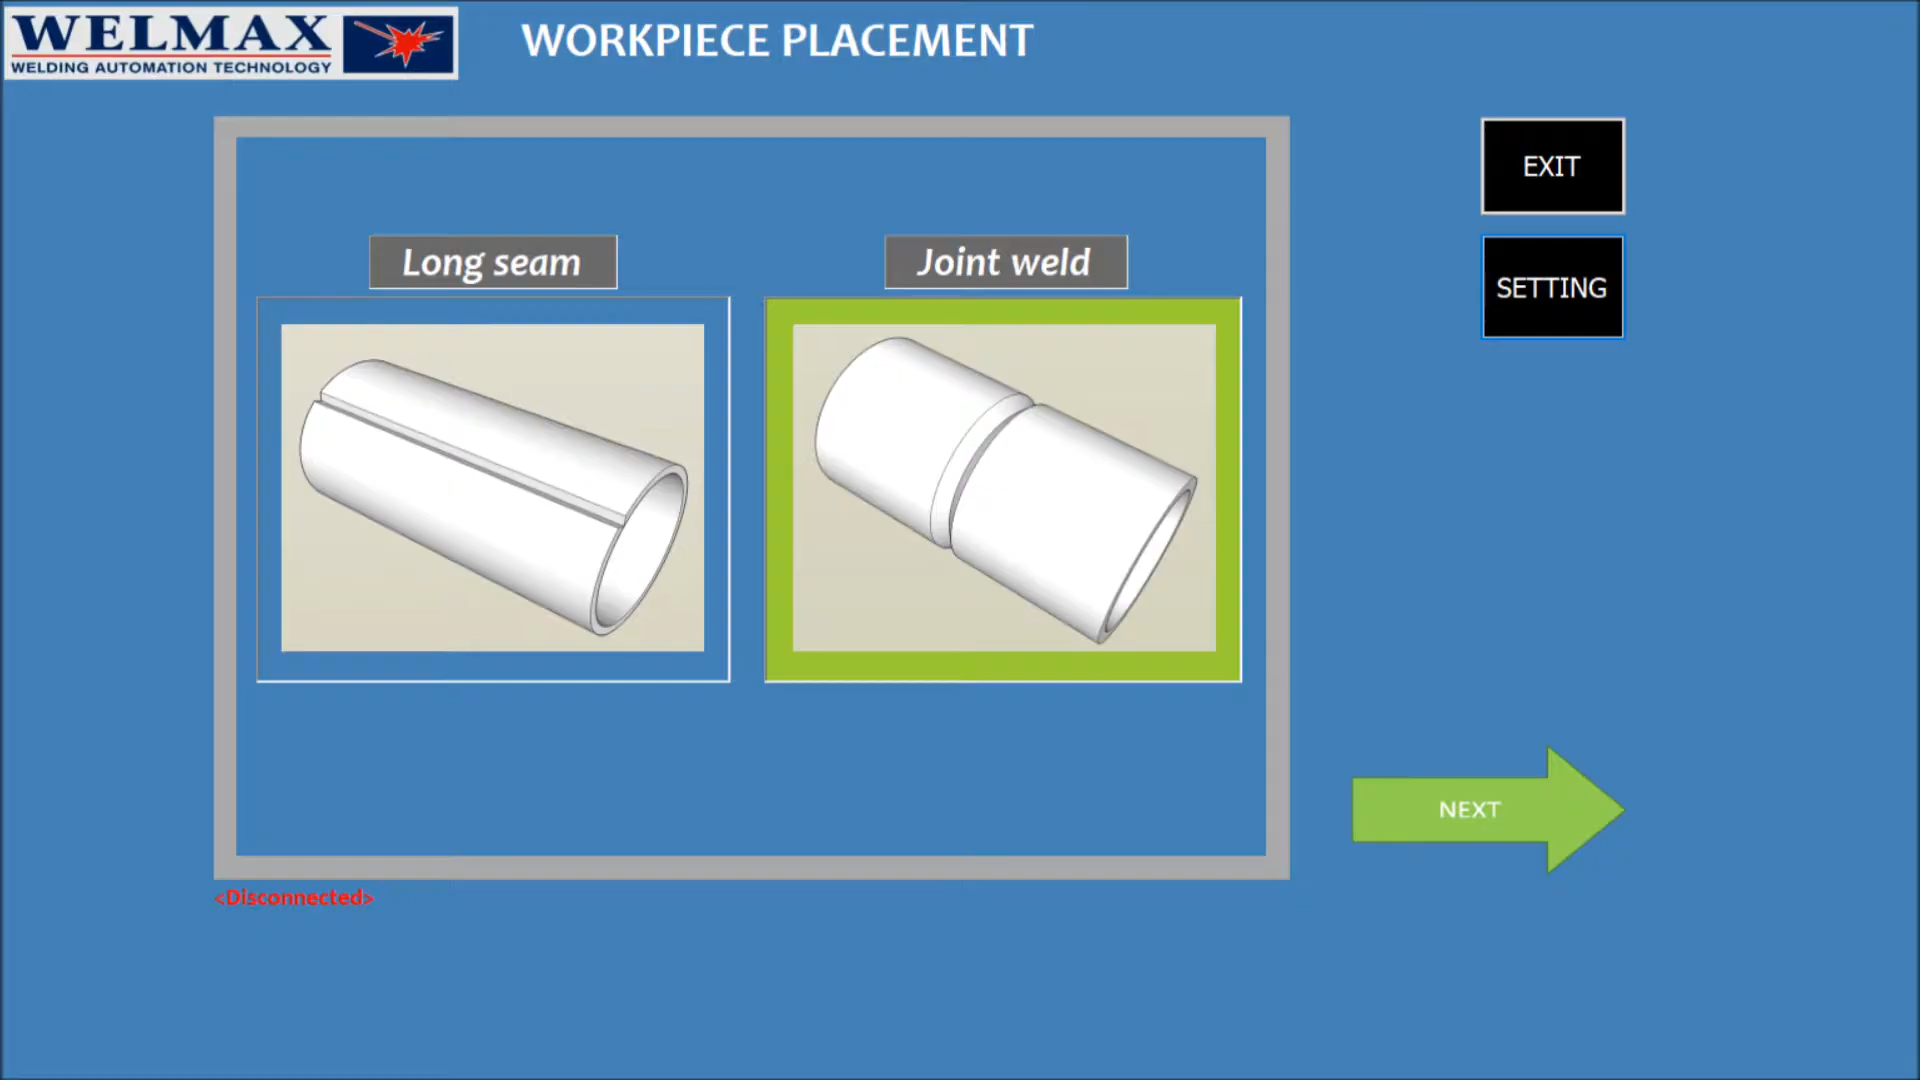 WELMAX
WELDING AUTOMATION TECHNOLOGY
WORKPIECE PLACEMENT
EXIT
Long seam
Joint weld
SETTING
NEXT
<Disconnected>